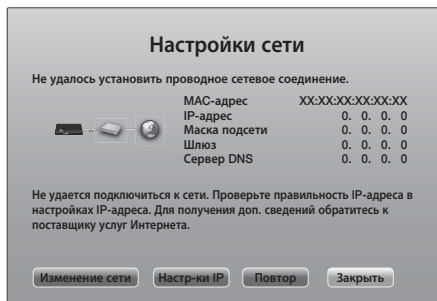 Настройки сети
Не удалось установить проводное сетевое соединение.
MAC-адрес XX:XX:XX:XX:XX:XX
IP-адрес 0. 0. 0. 0
Маска подсети 0. 0. 0. 0
Шлюз 0. 0. 0. 0
Сервер DNS 0. 0. 0. 0
Не удается подключиться к сети. Проверьте правильность IP-адреса в
настройках IP-адреса. Для получения доп. сведений обратитесь к
поставщику услуг Интернета.
Изменение сети Настр-ки IP Повтор Закрыть